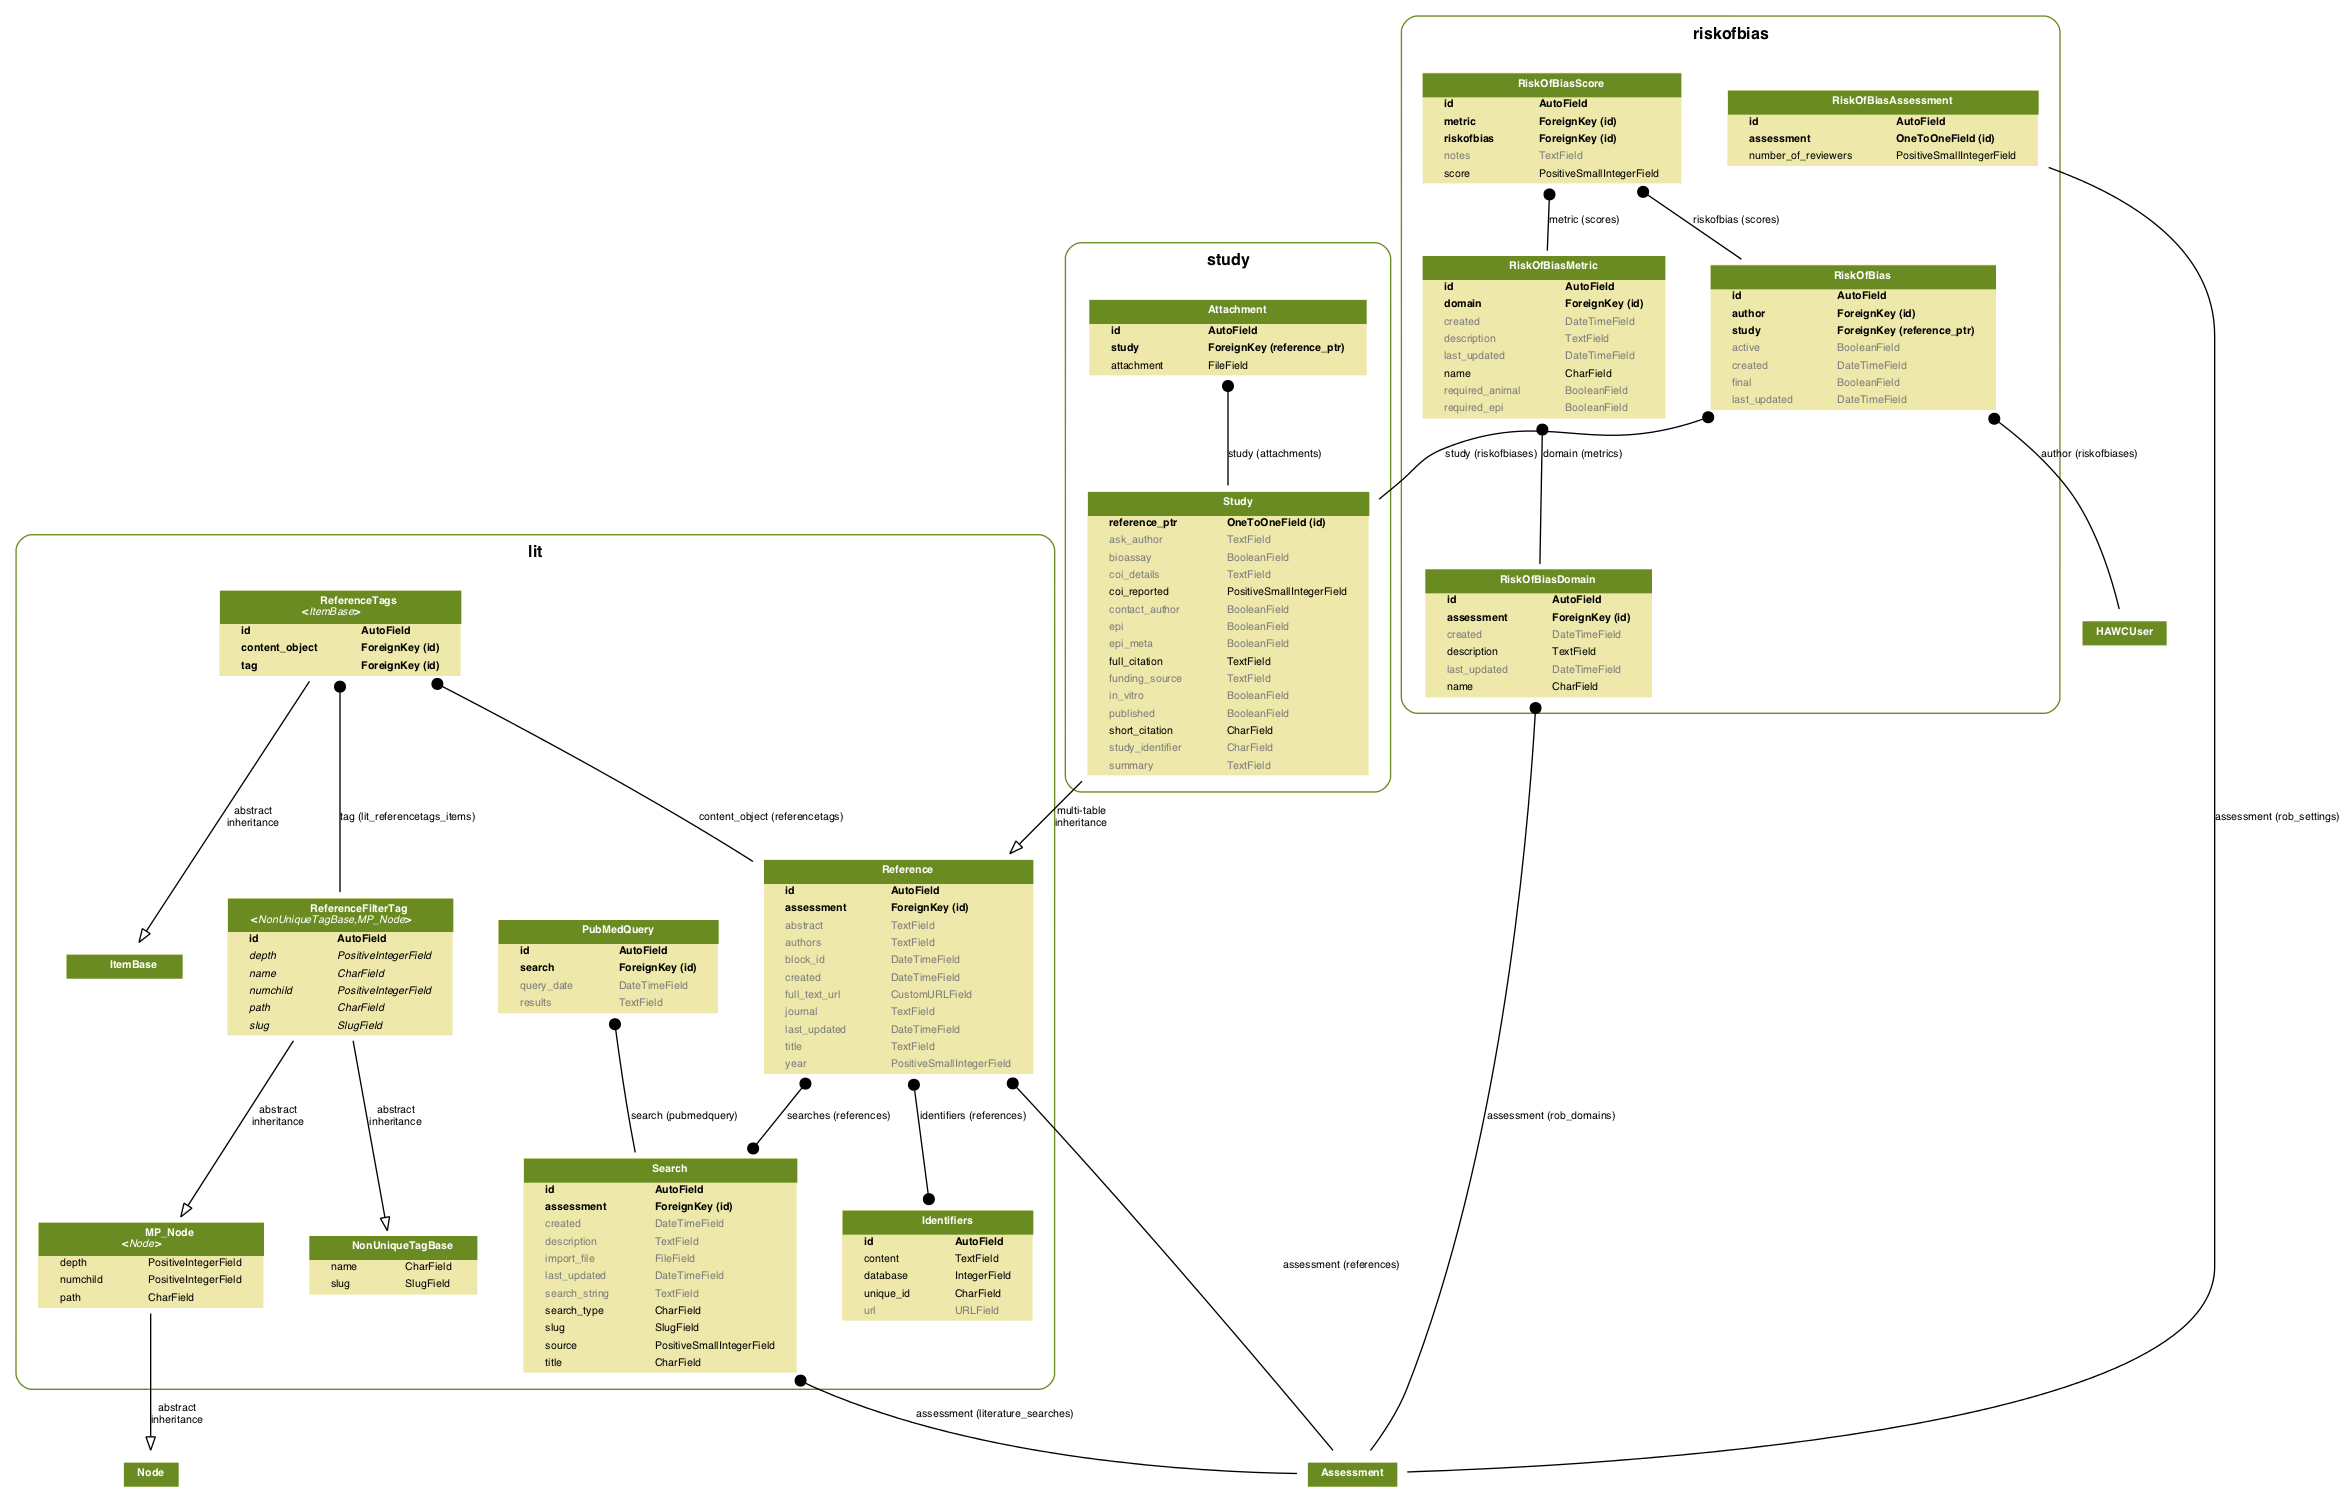 riskofbias
RiskOfBiasScore
id AutoField
metric ForeignKey (id)
riskofbias ForeignKey (id)
notes TextField
score PositiveSmallIntegerField
RiskOfBiasAssessment
id AutoField
assessment OneToOneField (id)
number_of_reviewers PositiveSmallIntegerField
metric (scores)
riskofbias (scores)
RiskOfBiasMetric
id AutoField
domain ForeignKey (id)
created DateTimeField
description TextField
last_updated DateTimeField
name CharField
required_animal BooleanField
required_epi BooleanField
RiskOfBias
id AutoField
author ForeignKey (id)
study ForeignKey (reference_ptr)
active BooleanField
created DateTimeField
final BooleanField
last_updated DateTimeField
study (riskofbiases)
domain (metrics)
author (riskofbiases)
RiskOfBiasDomain
id AutoField
assessment ForeignKey (id)
created DateTimeField
description TextField
last_updated DateTimeField
name CharField
HAWCUser
study
Attachment
id AutoField
study ForeignKey (reference_ptr)
attachment FileField
study (attachments)
Study
reference_ptr OneToOneField (id)
ask_author TextField
bioassay BooleanField
coi_details TextField
coi_reported PositiveSmallIntegerField
contact_author BooleanField
epi BooleanField
epi_meta BooleanField
full_citation TextField
funding_source TextField
in_vitro BooleanField
published BooleanField
short_citation CharField
study_identifier CharField
summary TextField
multi-table
inheritance
assessment (rob_settings)
lit
ReferenceTags
<ItemBase>
id AutoField
content_object ForeignKey (id)
tag ForeignKey (id)
abstract
inheritance
tag (lit_referencetags_items)
content_object (referencetags)
ItemBase
ReferenceFilterTag
<NonUniqueTagBase,MP_Node>
id AutoField
depth PositiveIntegerField
name CharField
numchild PositiveIntegerField
path CharField
slug SlugField
PubMedQuery
id AutoField
search ForeignKey (id)
query_date DateTimeField
results TextField
Reference
id AutoField
assessment ForeignKey (id)
abstract TextField
authors TextField
block_id DateTimeField
created DateTimeField
full_text_url CustomURLField
journal TextField
last_updated DateTimeField
title TextField
year PositiveSmallIntegerField
abstract
inheritance
abstract
inheritance
search (pubmedquery)
searches (references)
identifiers (references)
assessment (rob_domains)
MP_Node
<Node>
depth PositiveIntegerField
numchild PositiveIntegerField
path CharField
NonUniqueTagBase
name CharField
slug SlugField
Search
id AutoField
assessment ForeignKey (id)
created DateTimeField
description TextField
import_file FileField
last_updated DateTimeField
search_string TextField
search_type CharField
slug SlugField
source PositiveSmallIntegerField
title CharField
Identifiers
id AutoField
content TextField
database IntegerField
unique_id CharField
url URLField
assessment (references)
abstract
inheritance
assessment (literature_searches)
Node
Assessment